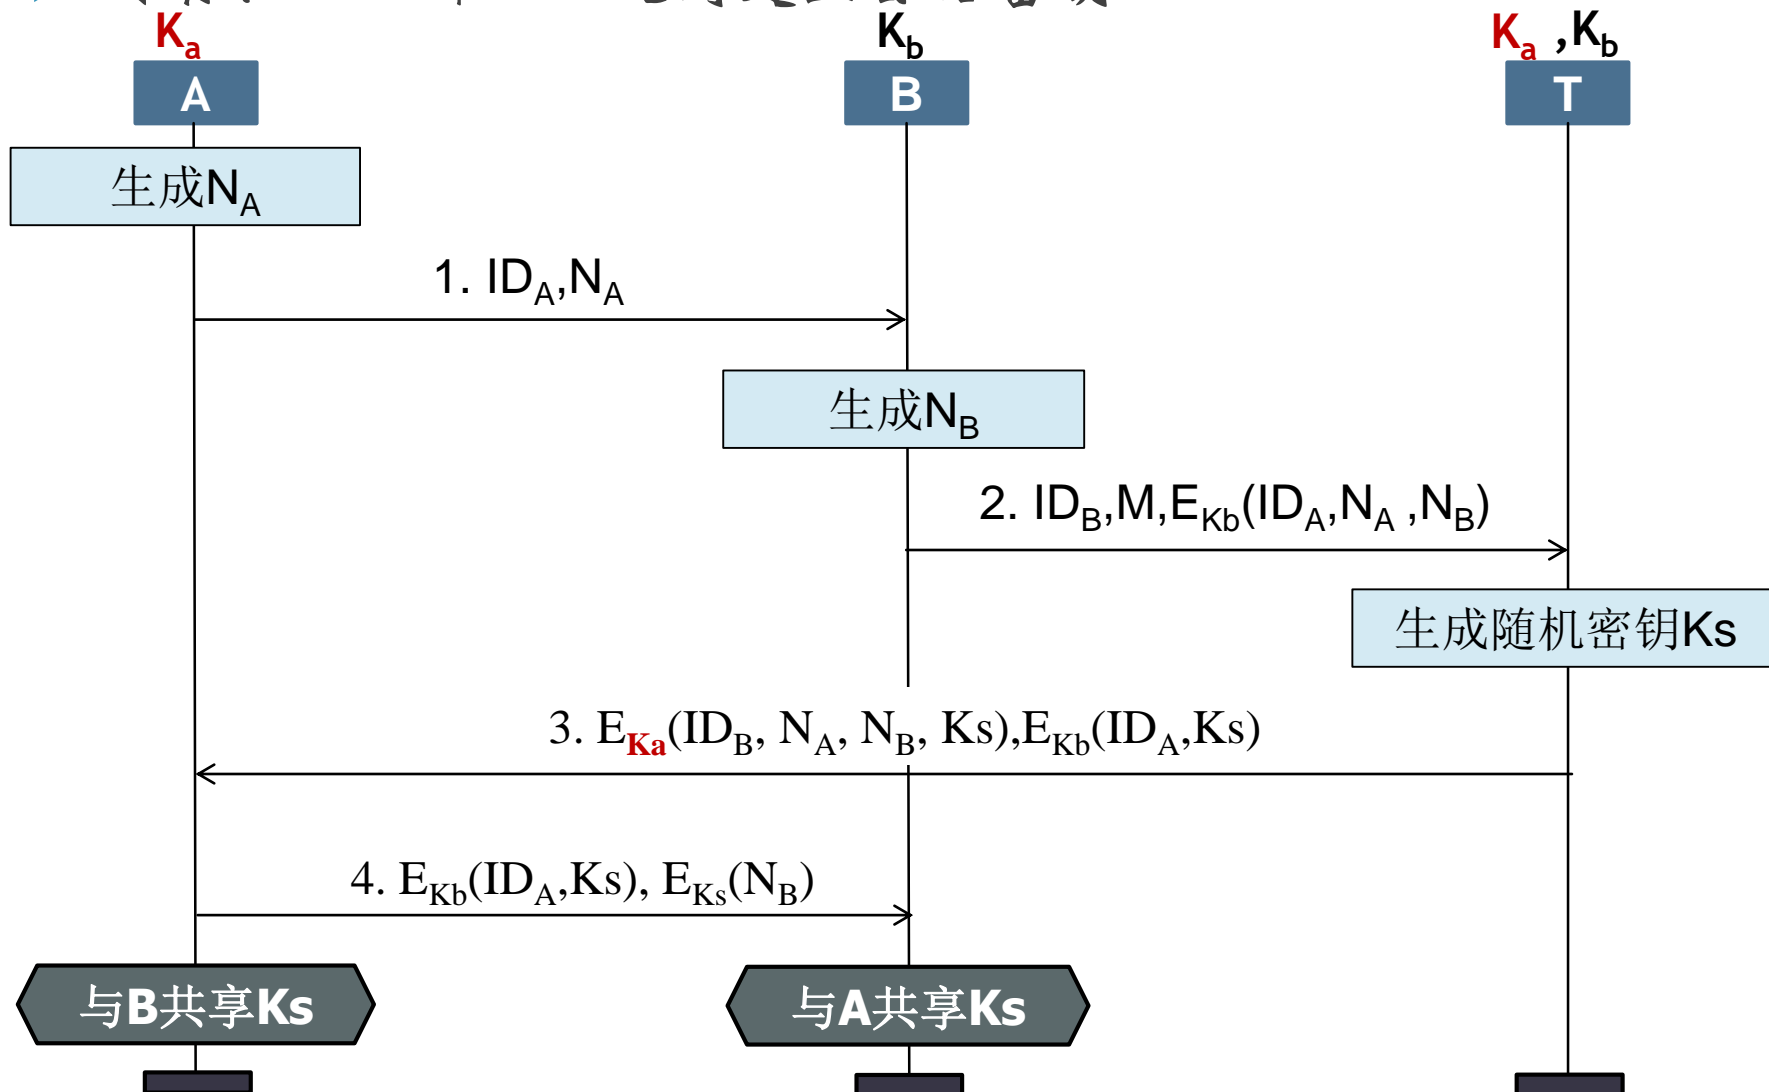 Ka
Kb
Ka ,Kb
A
B
T
生成NA
1. IDA,NA
生成NB
2. IDB,M,EKb(IDA,NA ,NB)
生成随机密钥Ks
3. EKa(IDB, NA, NB, Ks),EKb(IDA,Ks)
4. EKb(IDA,Ks), EKs(NB)
与B共享Ks
与A共享Ks